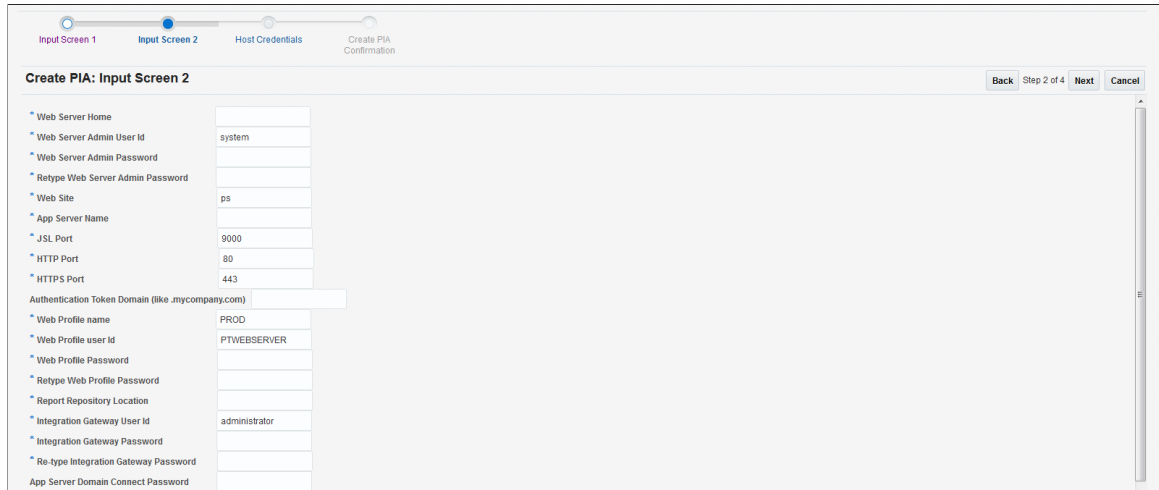 Input Screen 1 Input Screen 2 Host Credentials Create PIA
Confirmation
Create PIA: Input Screen 2 Back Step 2 of 4 Next Cancel
* Web Server Home
* Web Server Admin User Id system
* Web Server Admin Password
* Retype Web Server Admin Password
* Web Site ps
* App Server Name
* JSL Port 9000
* HTTP Port 80
* HTTPS Port 443
Authentication Token Domain (like .mycompany.com)
* Web Profile name PROD
* Web Profile user Id PTWEBSERVER
* Web Profile Password
* Retype Web Profile Password
* Report Repository Location
* Integration Gateway User Id administrator
* Integration Gateway Password
* Re-type Integration Gateway Password
App Server Domain Connect Password